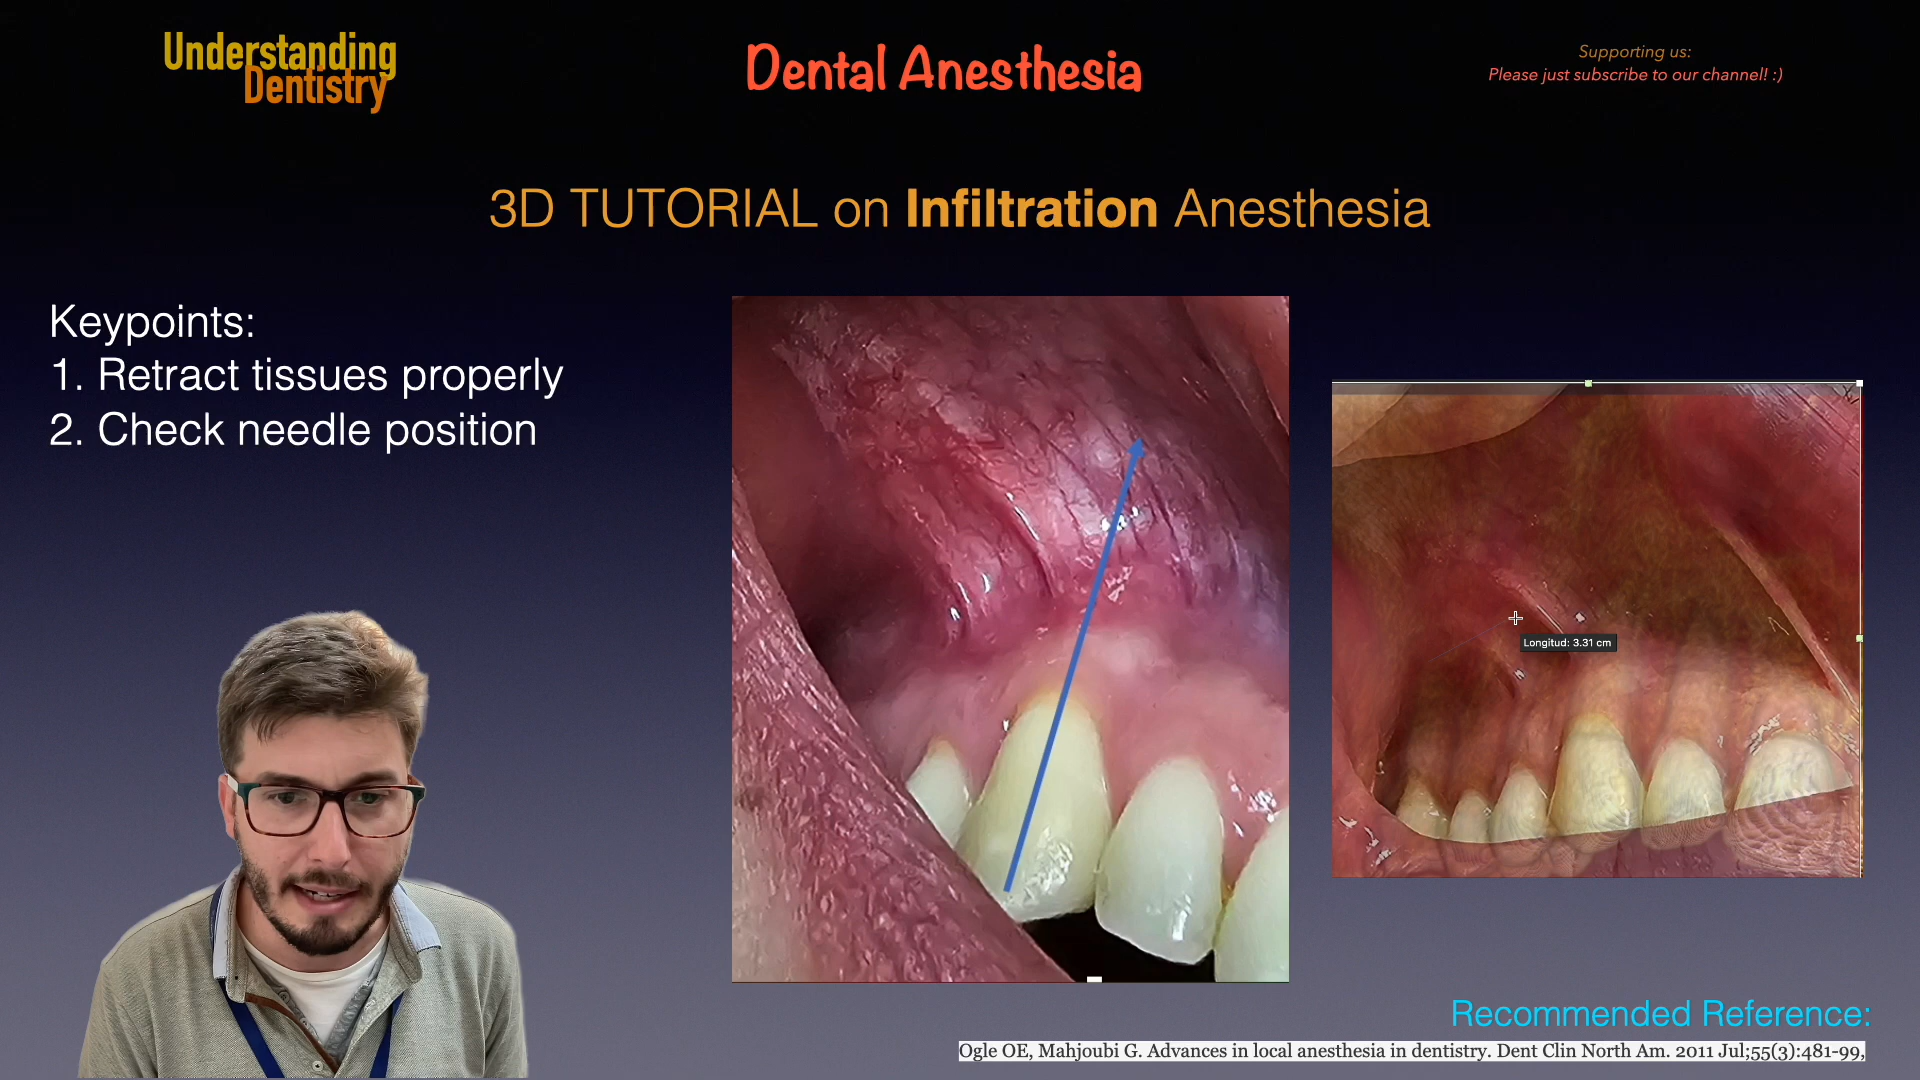 Understanding
Dentistry
Dental Anesthesia
Supporting us:
Please just subscribe to our channel! :)
3D TUTORIAL on Infiltration Anesthesia
Keypoints:
1. Retract tissues properly
2. Check needle position
Longitud: 3.31 cm
Recommended Reference:
Ogle OE, Mahjoubi G. Advances in local anesthesia in dentistry. Dent Clin North Am. 2011 Jul;55(3):481-99,